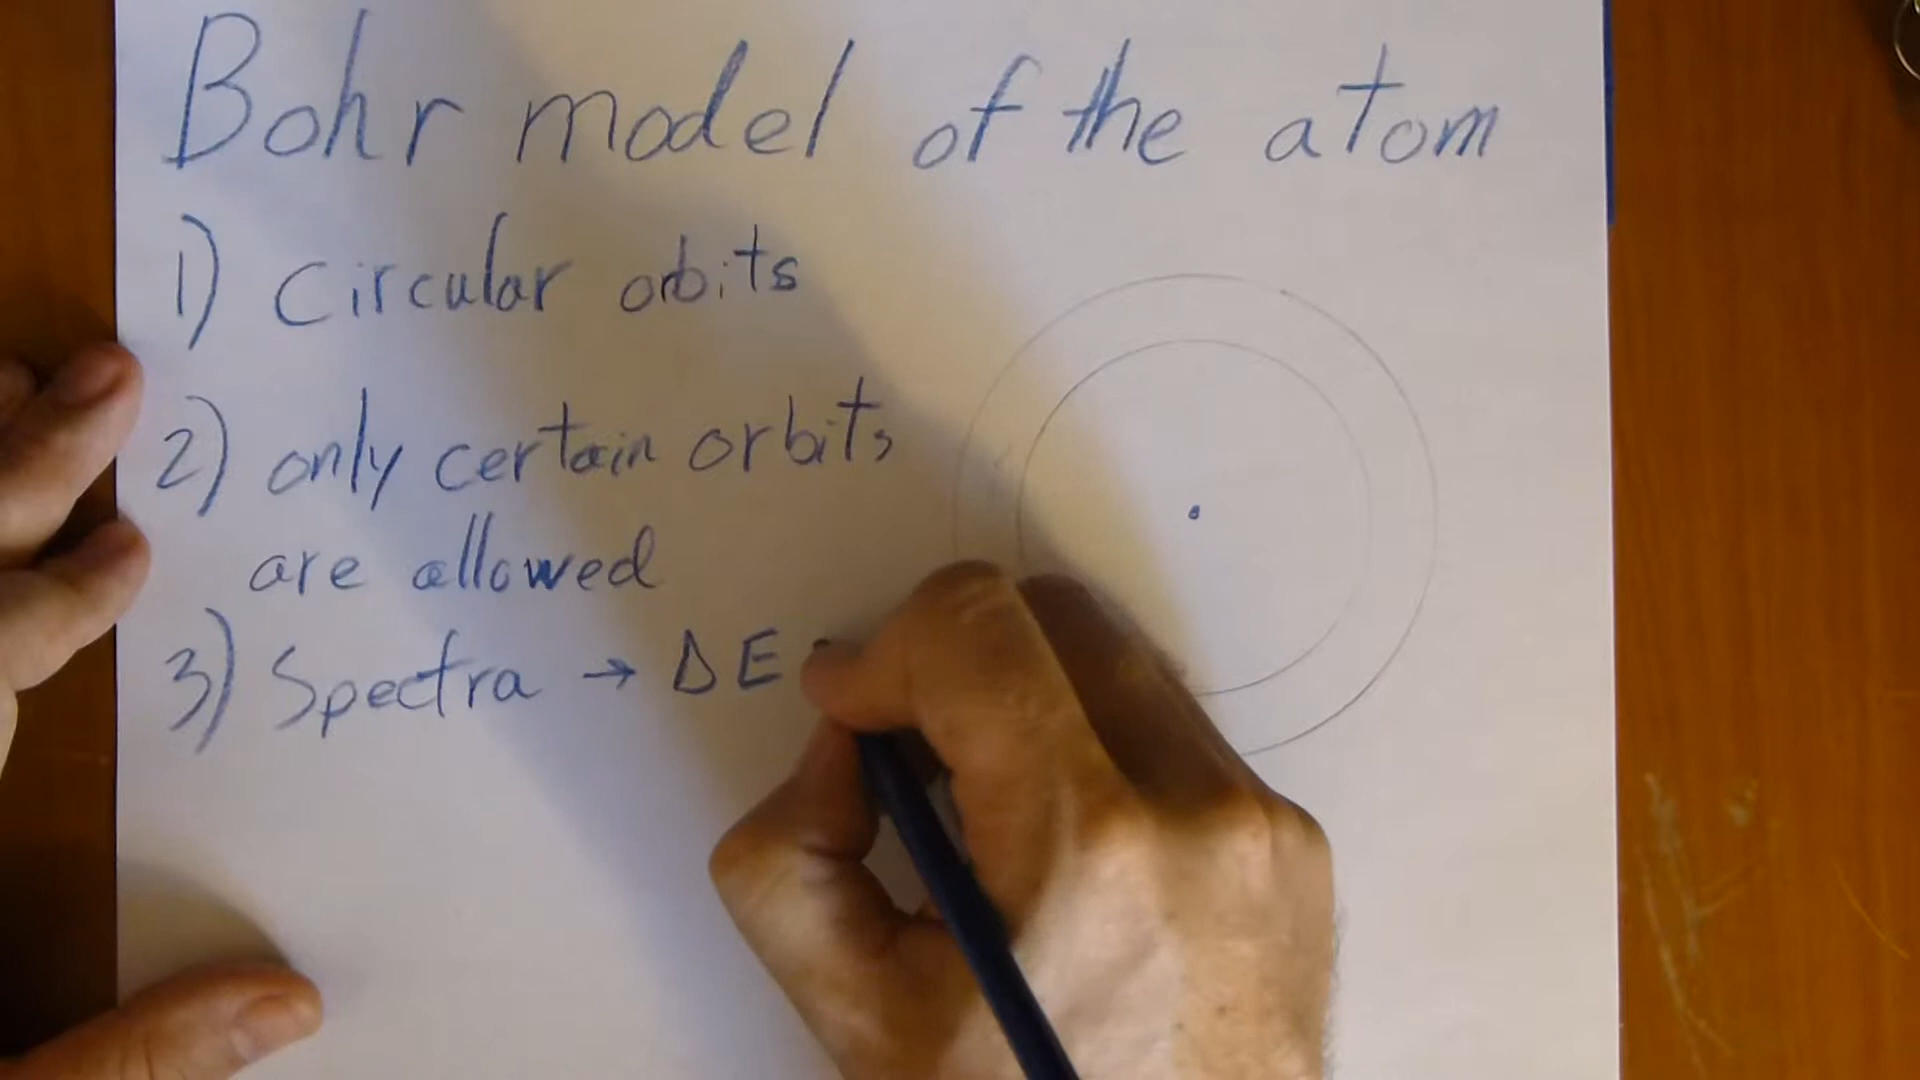 Bohr model of the atom
1) Circular orbits
2) only certain orbits
are allowed
3) Spectra → ΔE